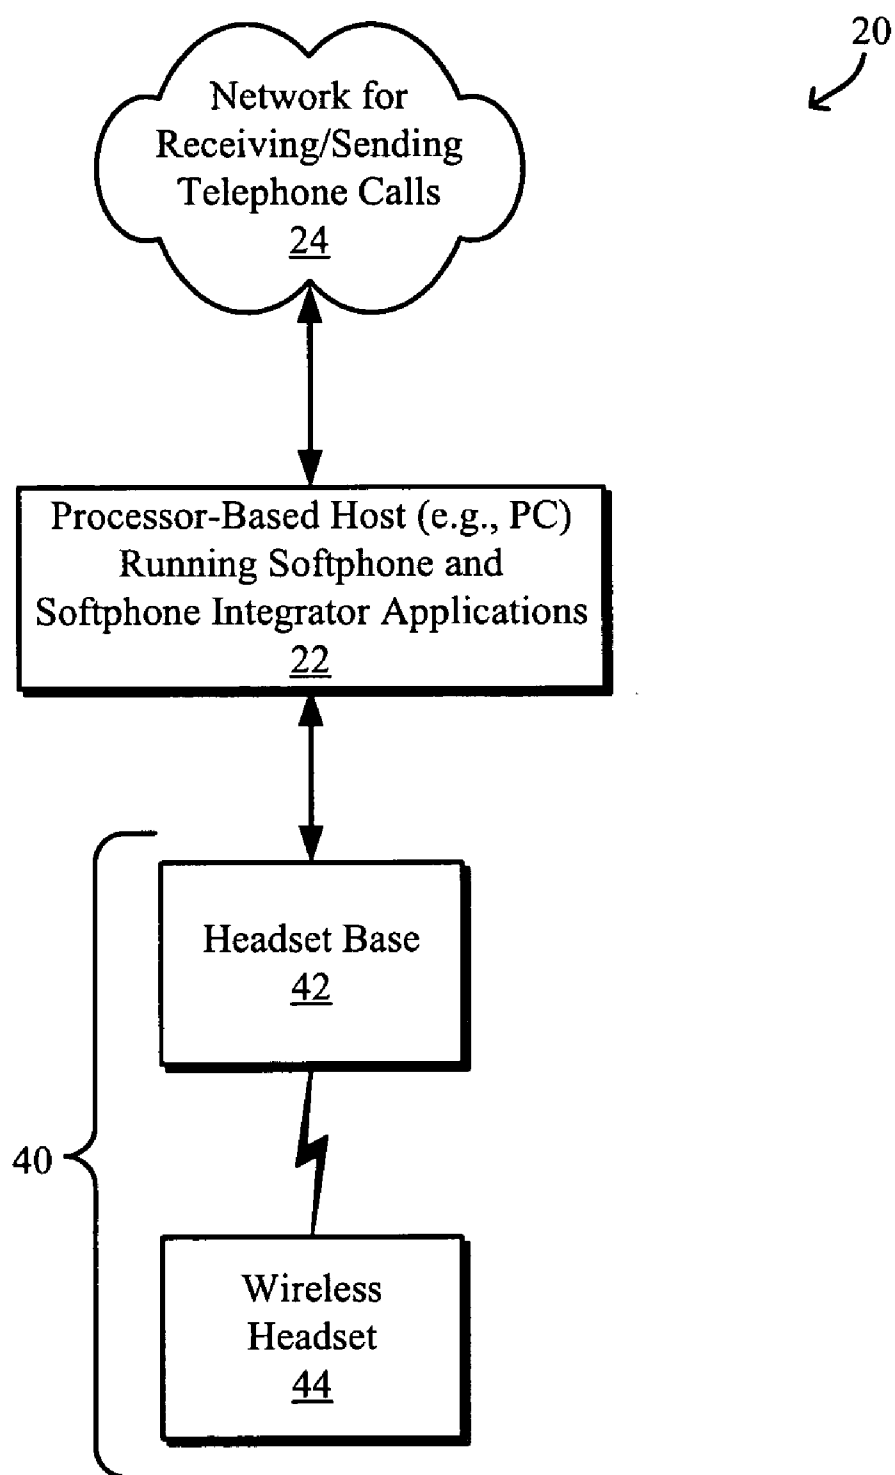 20
Network for
Receiving/Sending
Telephone Calls
24
Processor-Based Host (e.g., PC)
Running Softphone and
Softphone Integrator Applications
22
Headset Base
42
40
Wireless
Headset
44